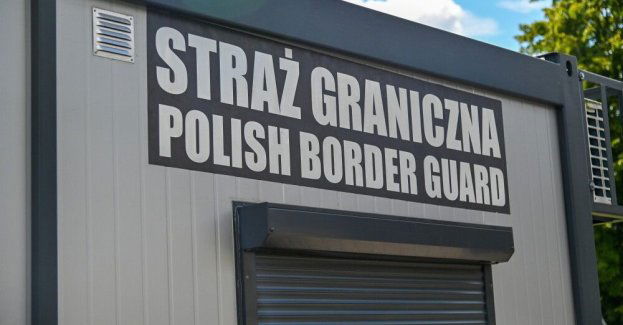 STRAŻ GRANICZNA
POLISH BORDER GUARD